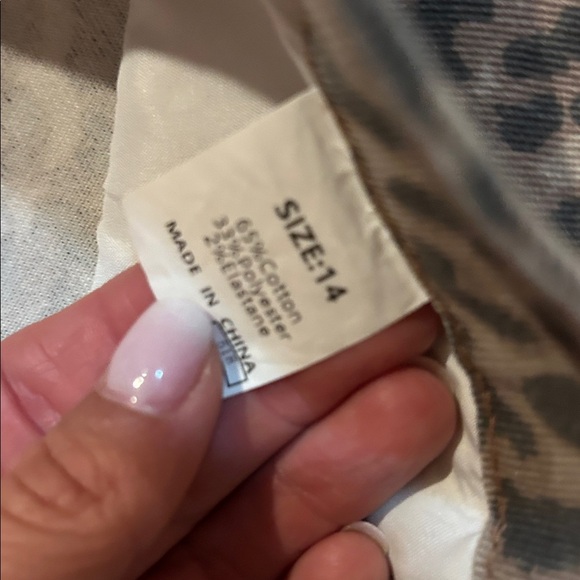 SIZE:14
65%Cotton
33%Polyester
2%Elastane
MADE IN CHINA